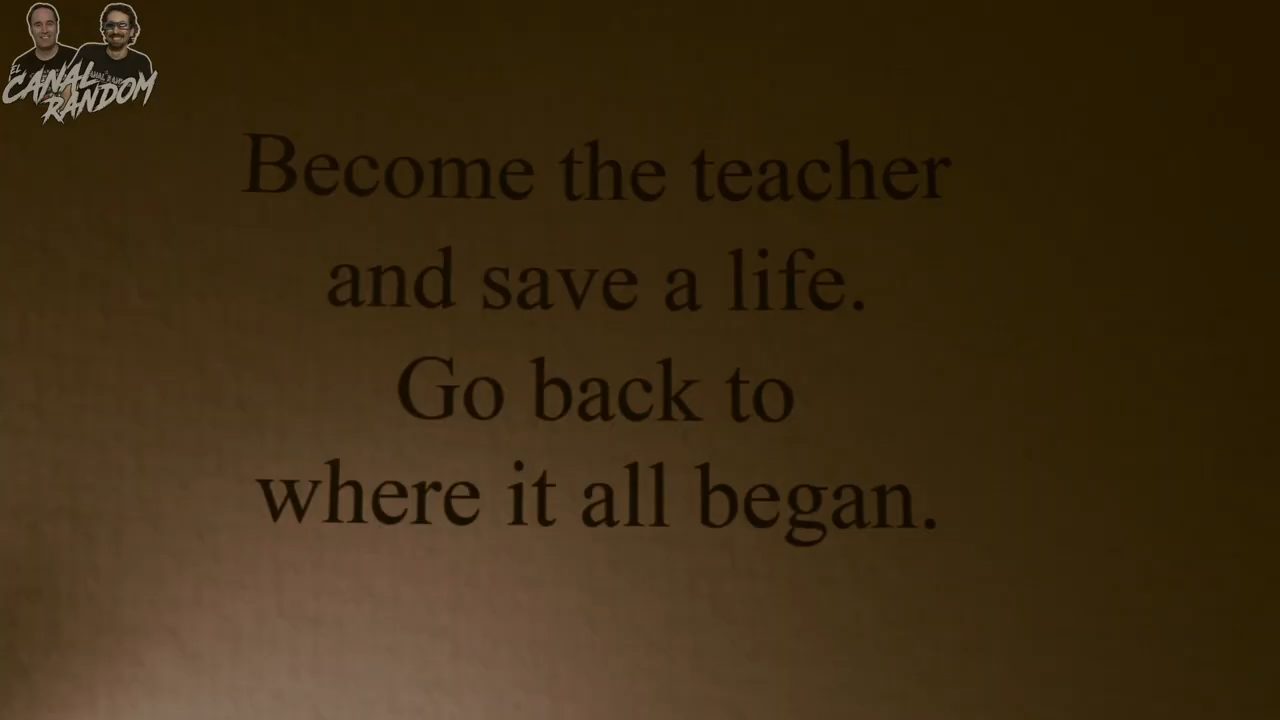 EL
CANAL
RANDOM
Become the teacher
and save a life.
Go back to
where it all began.